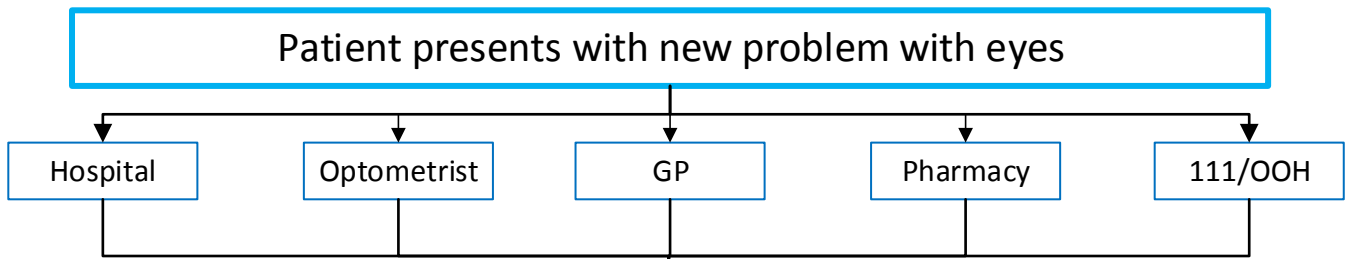 Patient presents with new problem with eyes
Hospital
Optometrist
GP
Pharmacy
111/OOH